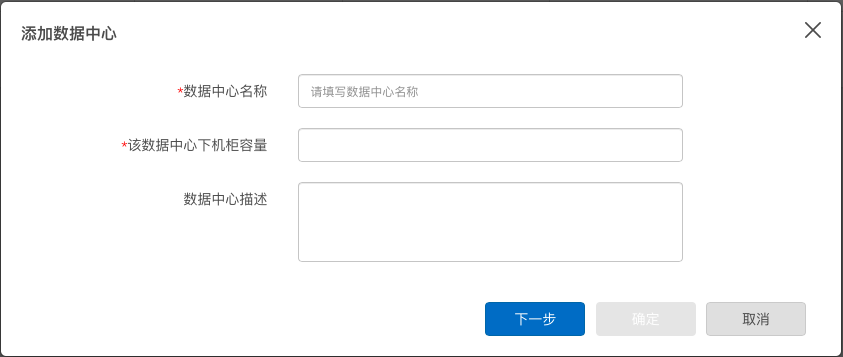 添加数据中心
*数据中心名称 请填写数据中心名称
*该数据中心下机柜容量
数据中心描述
下一步 确定 取消